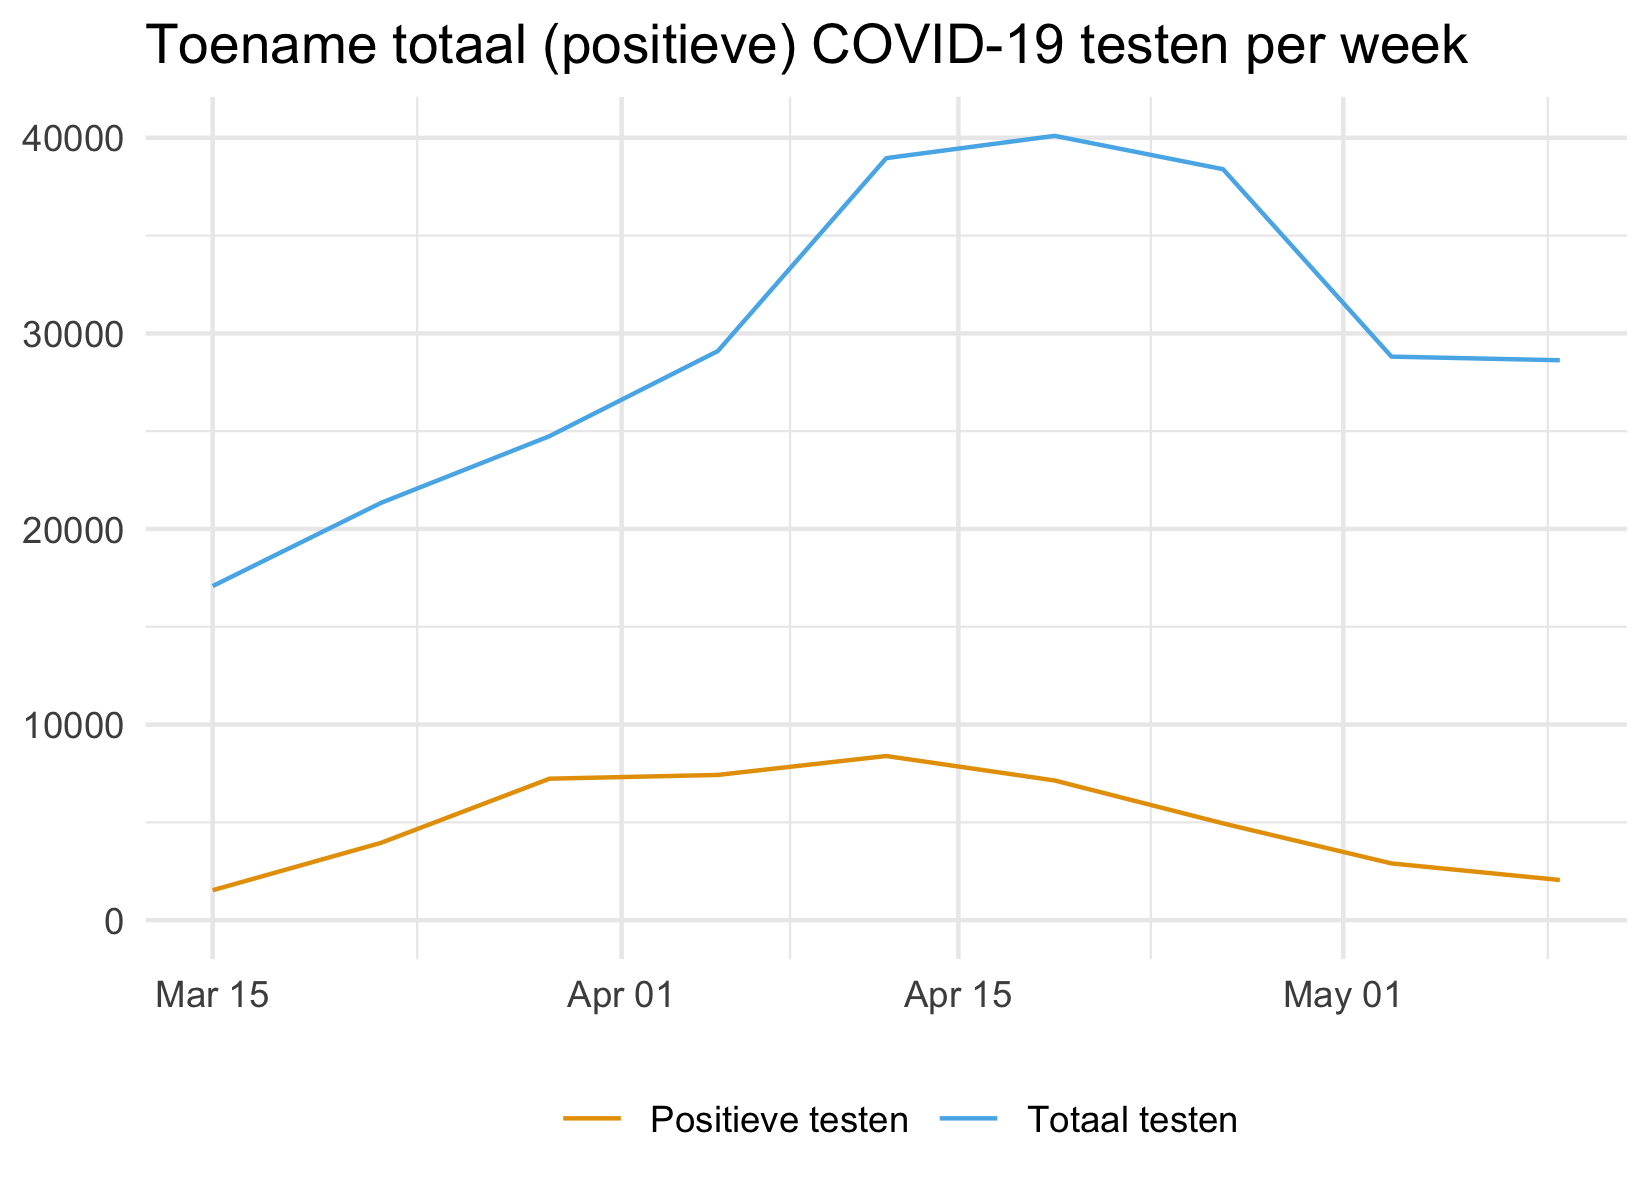 Toename totaal (positieve) COVID-19 testen per week
40000
30000
20000
10000
0
Mar 15 Apr 01 Apr 15 May 01
Positieve testen Totaal testen